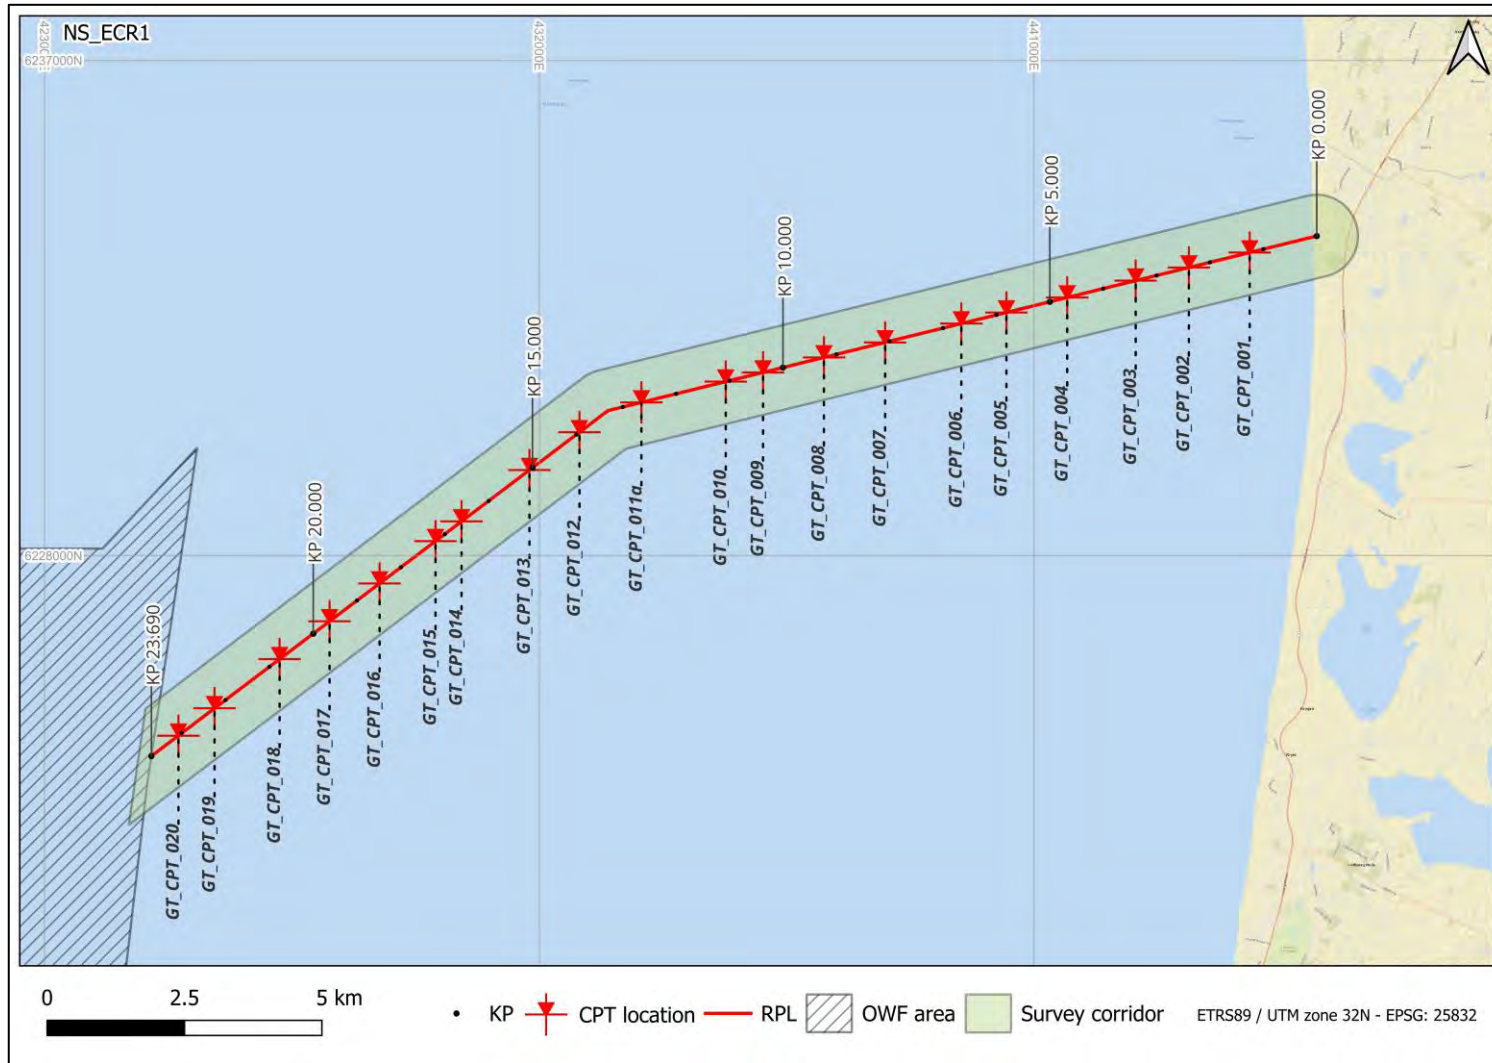 NS_ECR1
423000E
432000E
441000E
6237000N
KP 0.000
KP 5.000
KP 10.000
KP 15.000
KP 20.000
KP 23.690
6228000N
6228000N
GT_CPT_001
GT_CPT_002
GT_CPT_003
GT_CPT_004
GT_CPT_005
GT_CPT_006
GT_CPT_007
GT_CPT_008
GT_CPT_009
GT_CPT_010
GT_CPT_011a
GT_CPT_012
GT_CPT_013
GT_CPT_014
GT_CPT_015
GT_CPT_016
GT_CPT_017
GT_CPT_018
GT_CPT_019
GT_CPT_020
0 2.5 5 km
KP CPT location RPL OWF area Survey corridor ETRS89 / UTM zone 32N - EPSG: 25832